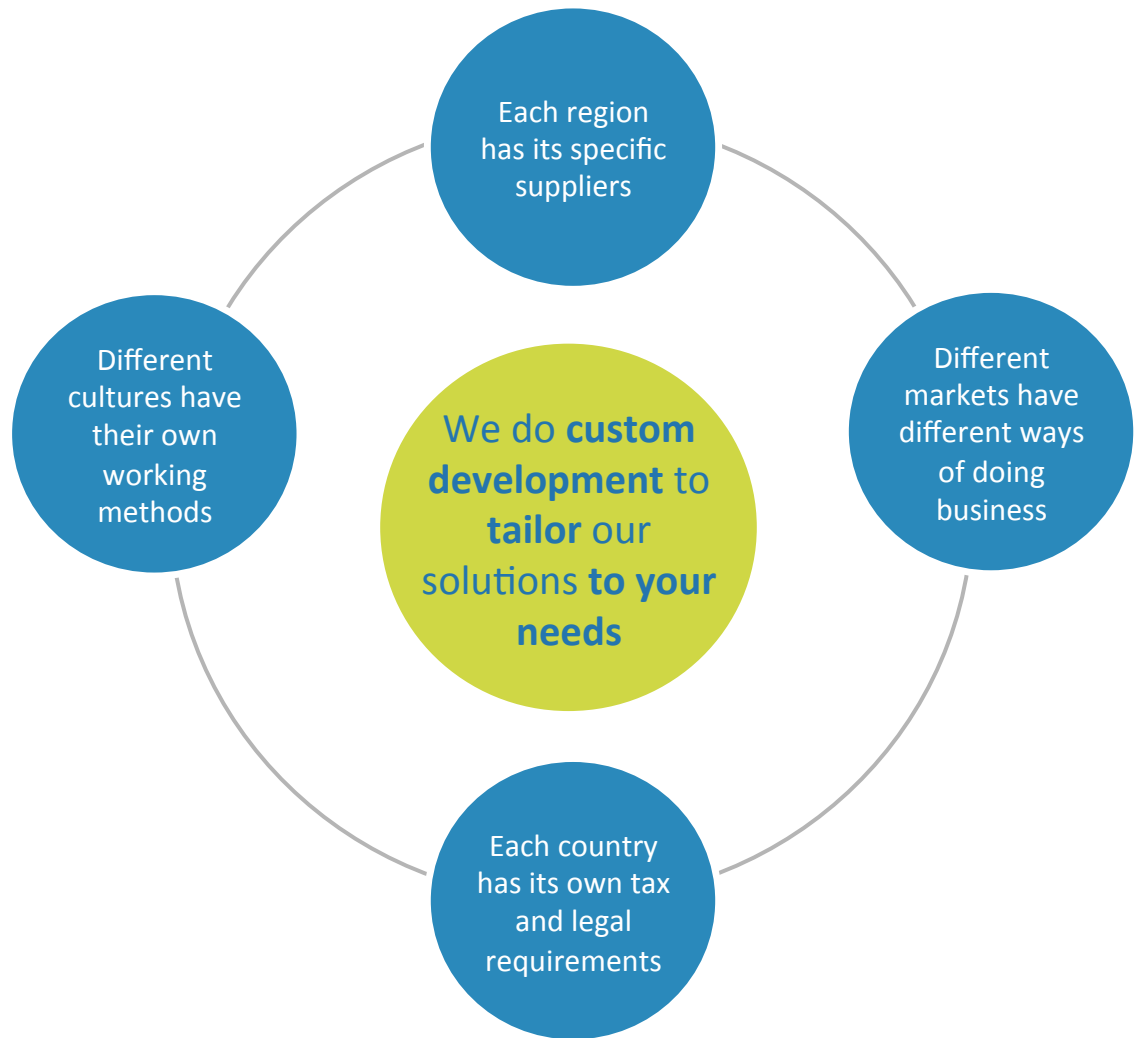 Each region
has its specific
suppliers
Different
cultures have
their own
working
methods
We do custom
development to
tailor our
solutions to your
needs
Different
markets have
different ways
of doing
business
Each country
has its own tax
and legal
requirements